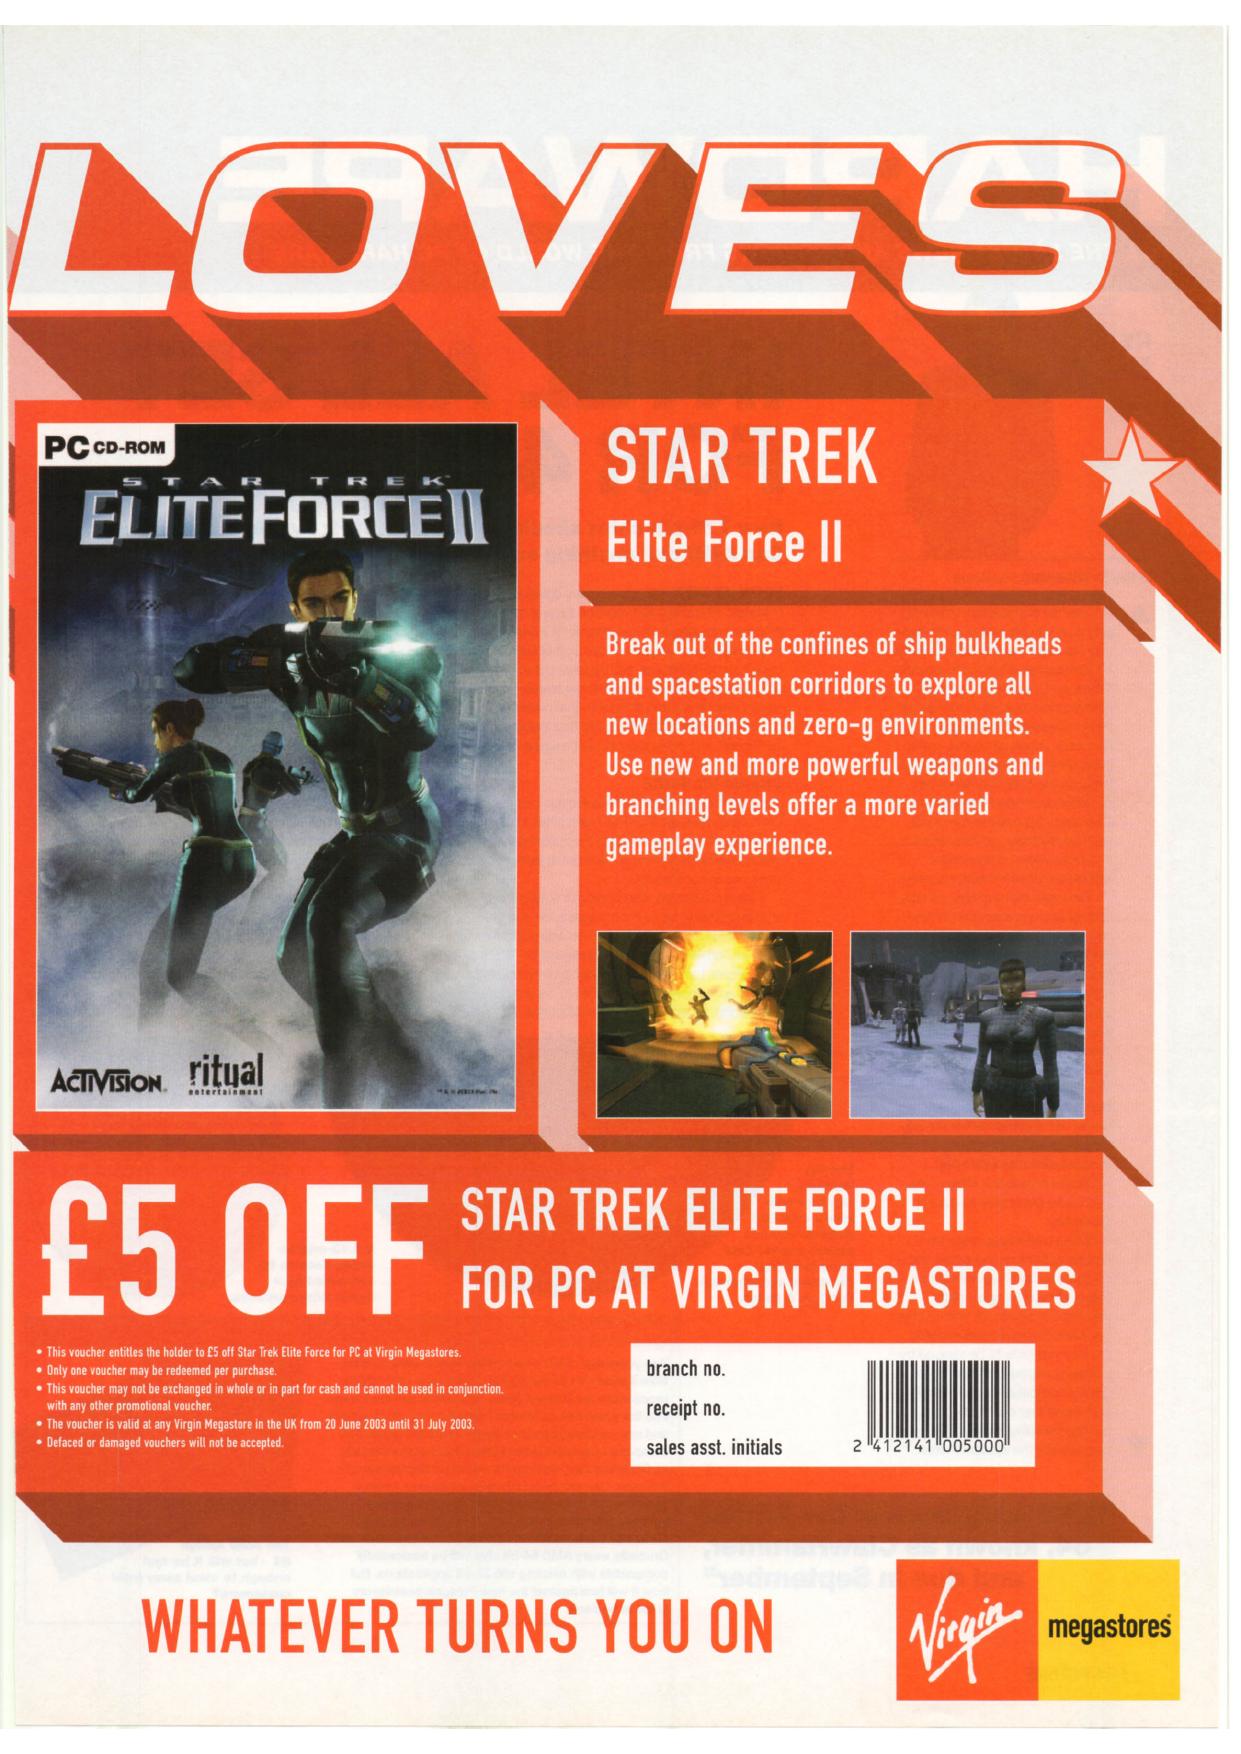 LOVES
PC CD-ROM
STAR TREK
ELITE FORCE II
ACTIVISION
ritual
entertainment
STAR TREK
Elite Force II
Break out of the confines of ship bulkheads
and spacestation corridors to explore all
new locations and zero-g environments.
Use new and more powerful weapons and
branching levels offer a more varied
gameplay experience.
£5 OFF
STAR TREK ELITE FORCE II
FOR PC AT VIRGIN MEGASTORES
• This voucher entitles the holder to £5 off Star Trek Elite Force for PC at Virgin Megastores.
• Only one voucher may be redeemed per purchase.
• This voucher may not be exchanged in whole or in part for cash and cannot be used in conjunction.
with any other promotional voucher.
• The voucher is valid at any Virgin Megastore in the UK from 20 June 2003 until 31 July 2003.
• Defaced or damaged vouchers will not be accepted.
branch no.
receipt no.
sales asst. initials
2 412141 005000
WHATEVER TURNS YOU ON
Virgin
megastores